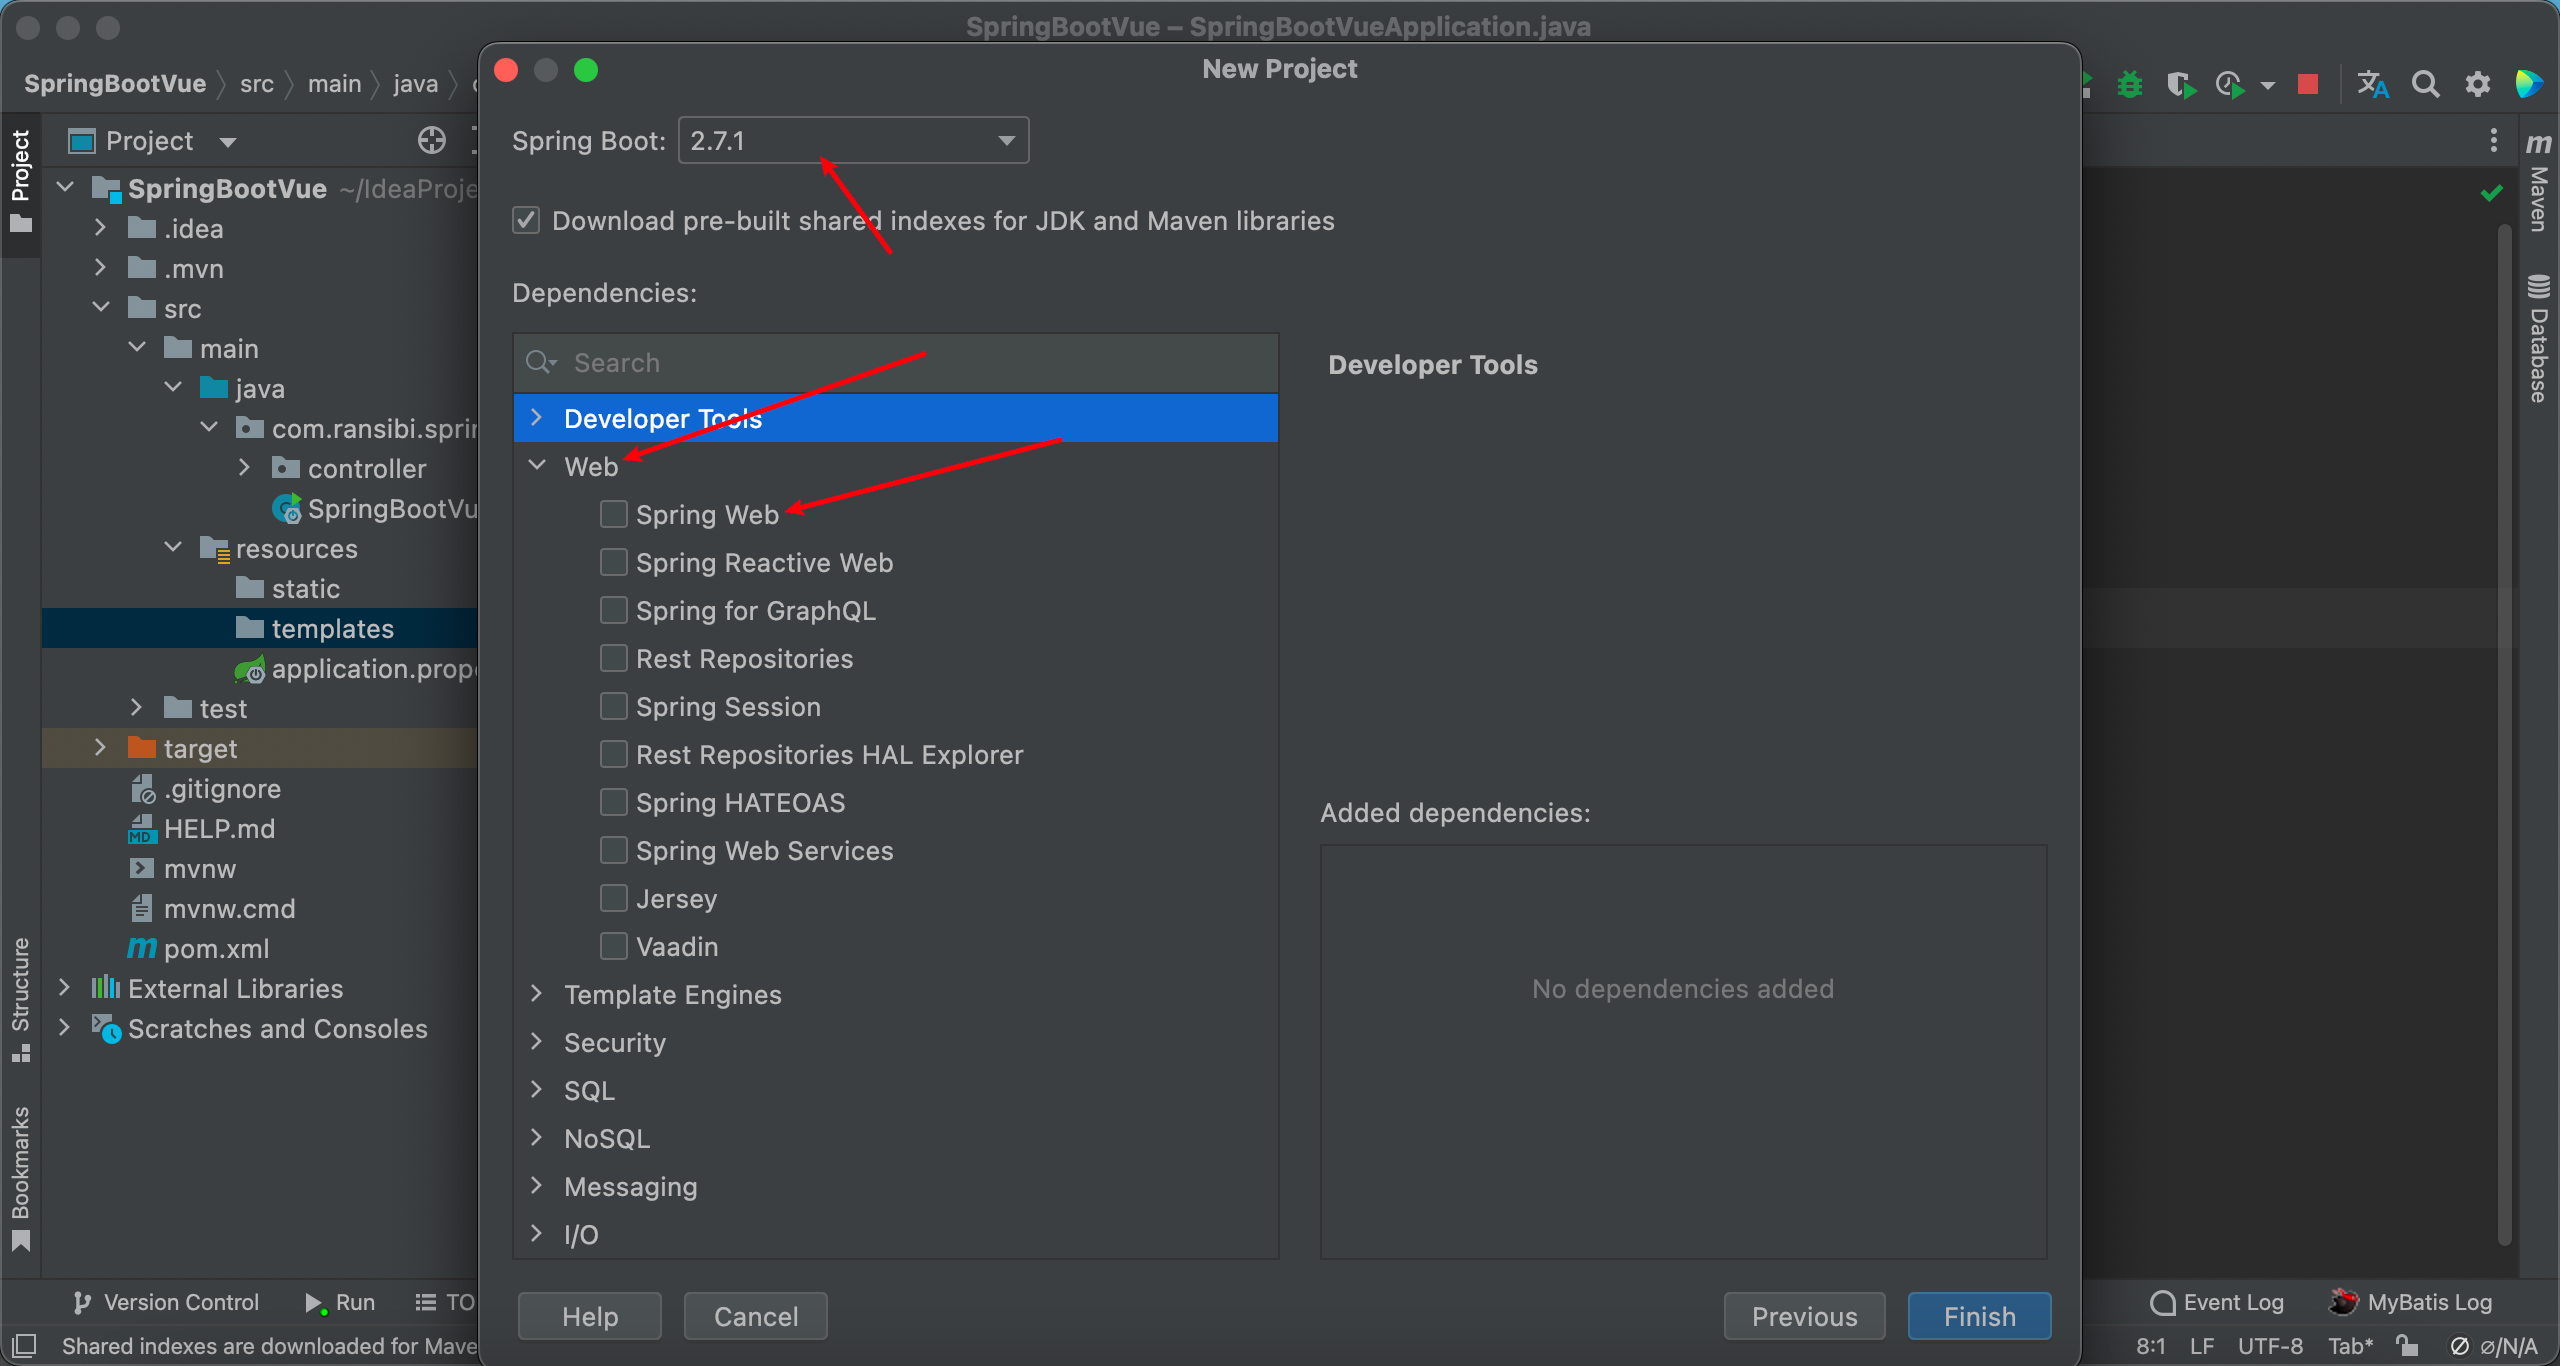 SpringBootVue – SpringBootVueApplication.java
SpringBootVue
src
main
java
New Project
Project
Project
Spring Boot:
2.7.1
Download pre-built shared indexes for JDK and Maven libraries
Dependencies:
Search
Developer Tools
Web
Spring Web
Spring Reactive Web
Spring for GraphQL
Rest Repositories
Spring Session
Rest Repositories HAL Explorer
Spring HATEOAS
Spring Web Services
Jersey
Vaadin
Template Engines
Security
SQL
NoSQL
Messaging
I/O
Developer Tools
Added dependencies:
No dependencies added
Help
Cancel
Previous
Finish
SpringBootVue ~/IdeaProje
.idea
.mvn
src
main
java
com.ransibi.sprin
controller
SpringBootVu
resources
static
templates
application.prope
test
target
.gitignore
HELP.md
mvnw
mvnw.cmd
pom.xml
External Libraries
Scratches and Consoles
Structure
Bookmarks
Maven
Database
Version Control
Run
TO
Event Log
MyBatis Log
Shared indexes are downloaded for Mave
8:1
LF
UTF-8
Tab*
⌀/N/A